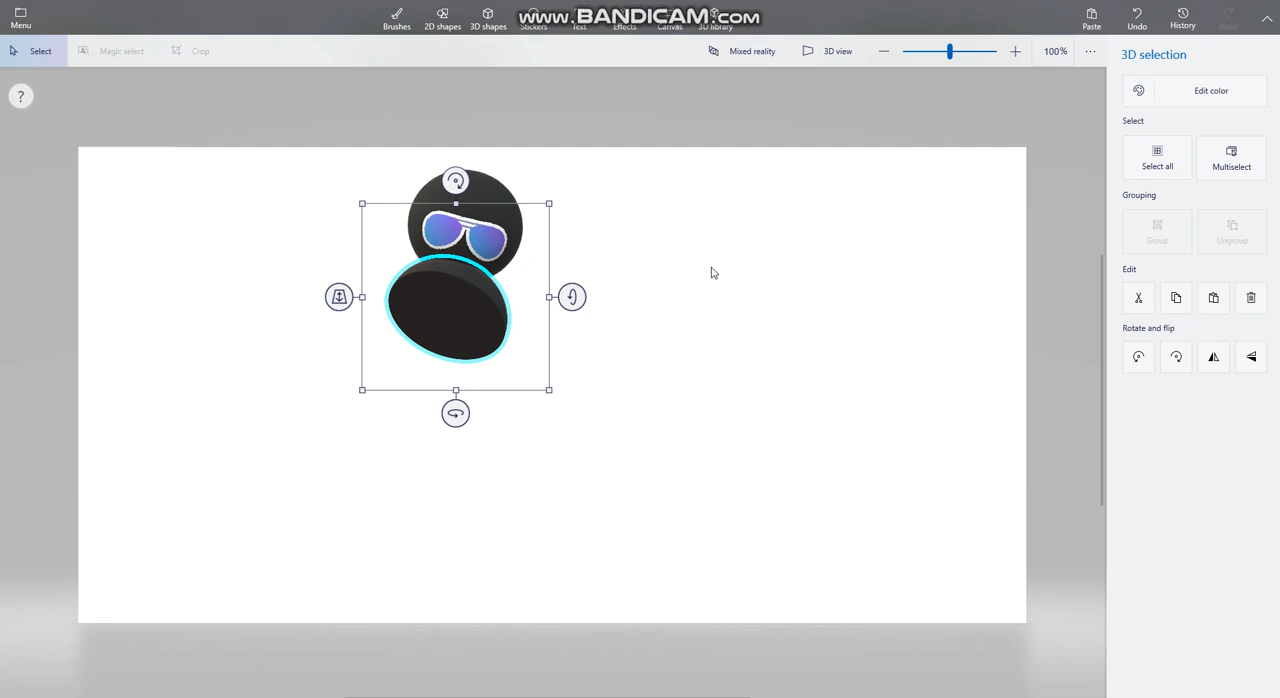 www.BANDICAM.com
Menu
Brushes
2D shapes
3D shapes
Stickers
Text
Effects
Canvas
3D library
Paste
Undo
History
Redo
Select
Magic select
Crop
Mixed reality
3D view
100%
...
?
3D selection
Edit color
Select
Select all
Multiselect
Grouping
Group
Ungroup
Edit
Rotate and flip